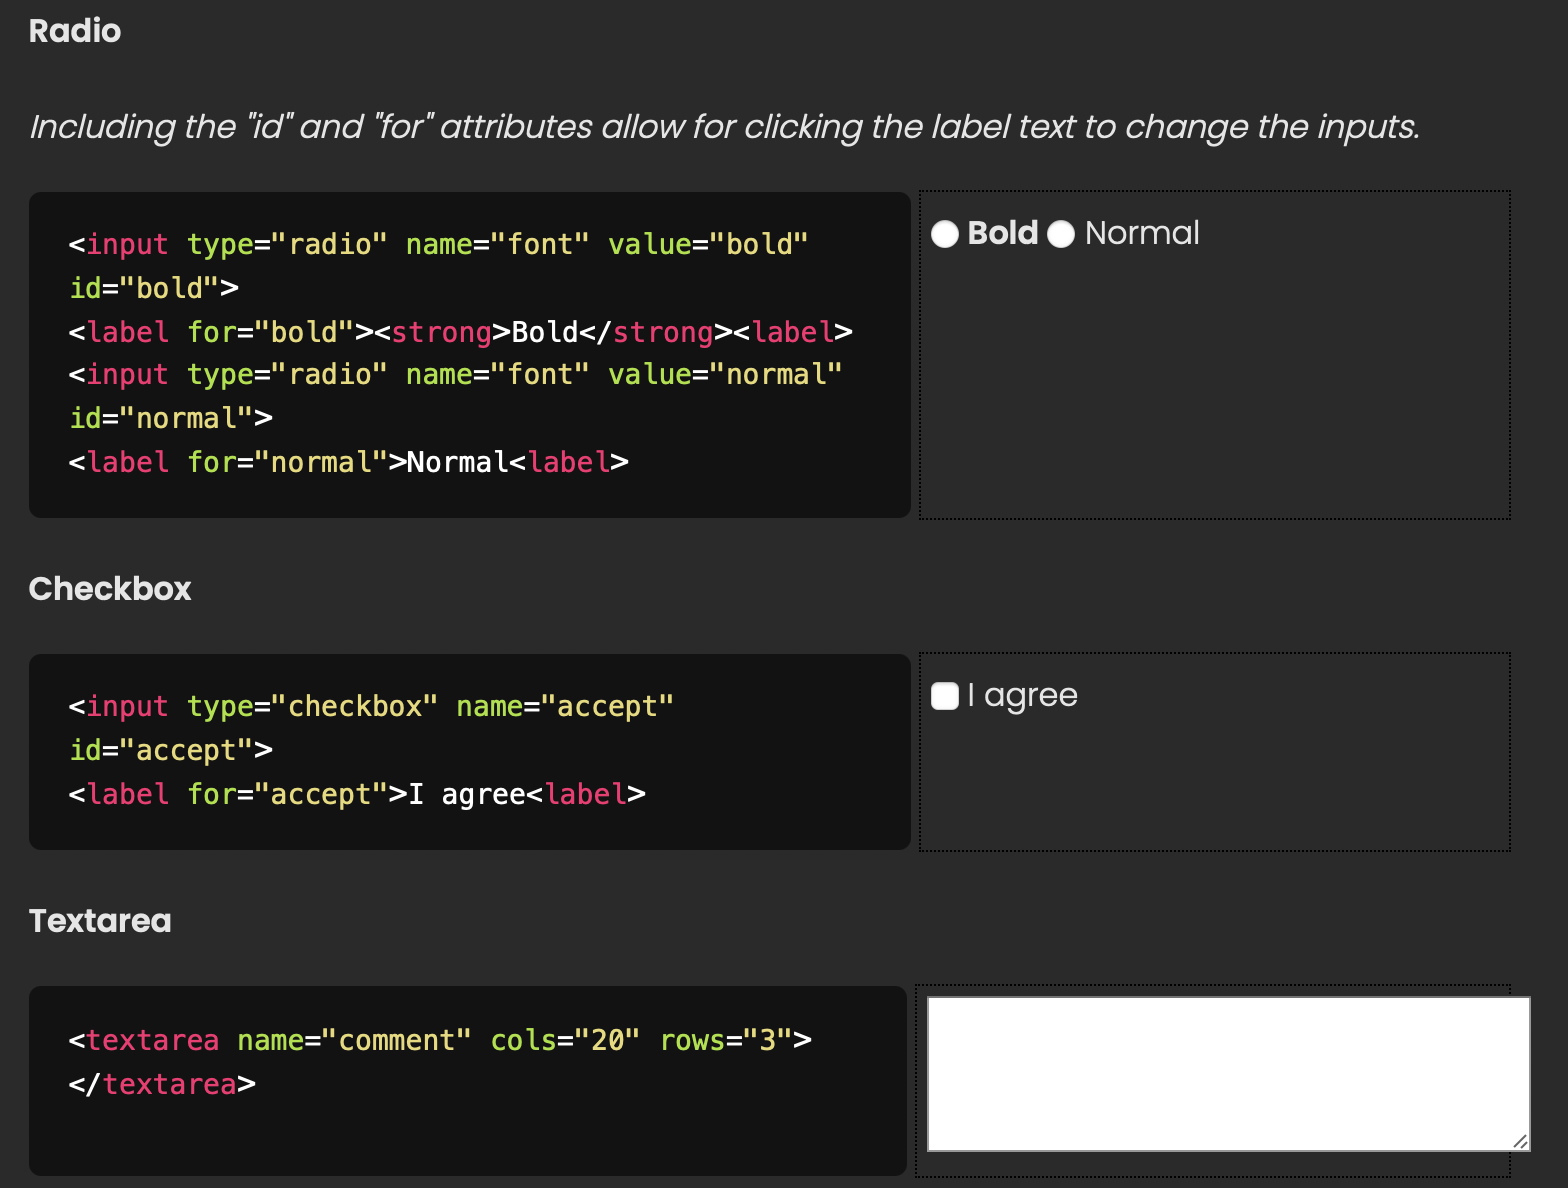 Radio
Including the "id" and "for" attributes allow for clicking the label text to change the inputs.
<input type="radio" name="font" value="bold"
id="bold">
<label for="bold"><strong>Bold</strong><label>
<input type="radio" name="font" value="normal"
id="normal">
<label for="normal">Normal<label>
Bold Normal
Checkbox
<input type="checkbox" name="accept"
id="accept">
<label for="accept">I agree<label>
I agree
Textarea
<textarea name="comment" cols="20" rows="3">
</textarea>